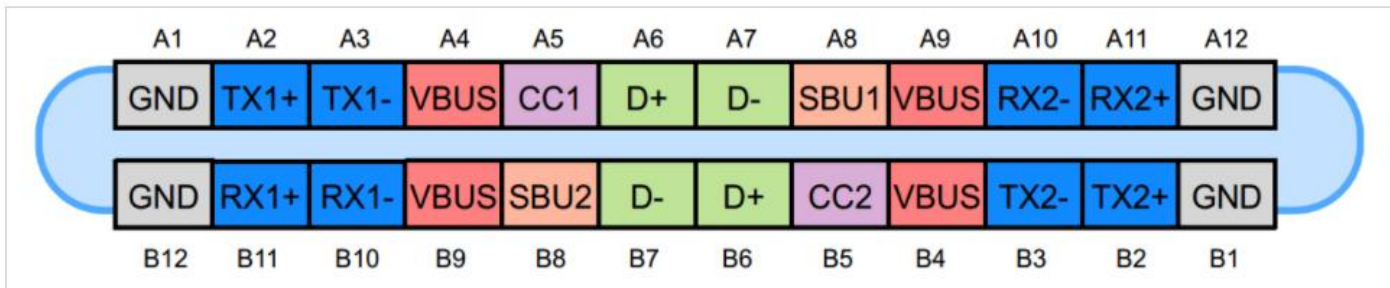 A1 A2 A3 A4 A5 A6 A7 A8 A9 A10 A11 A12
GND TX1+ TX1- VBUS CC1 D+ D- SBU1 VBUS RX2- RX2+ GND
GND RX1+ RX1- VBUS SBU2 D- D+ CC2 VBUS TX2- TX2+ GND
B12 B11 B10 B9 B8 B7 B6 B5 B4 B3 B2 B1